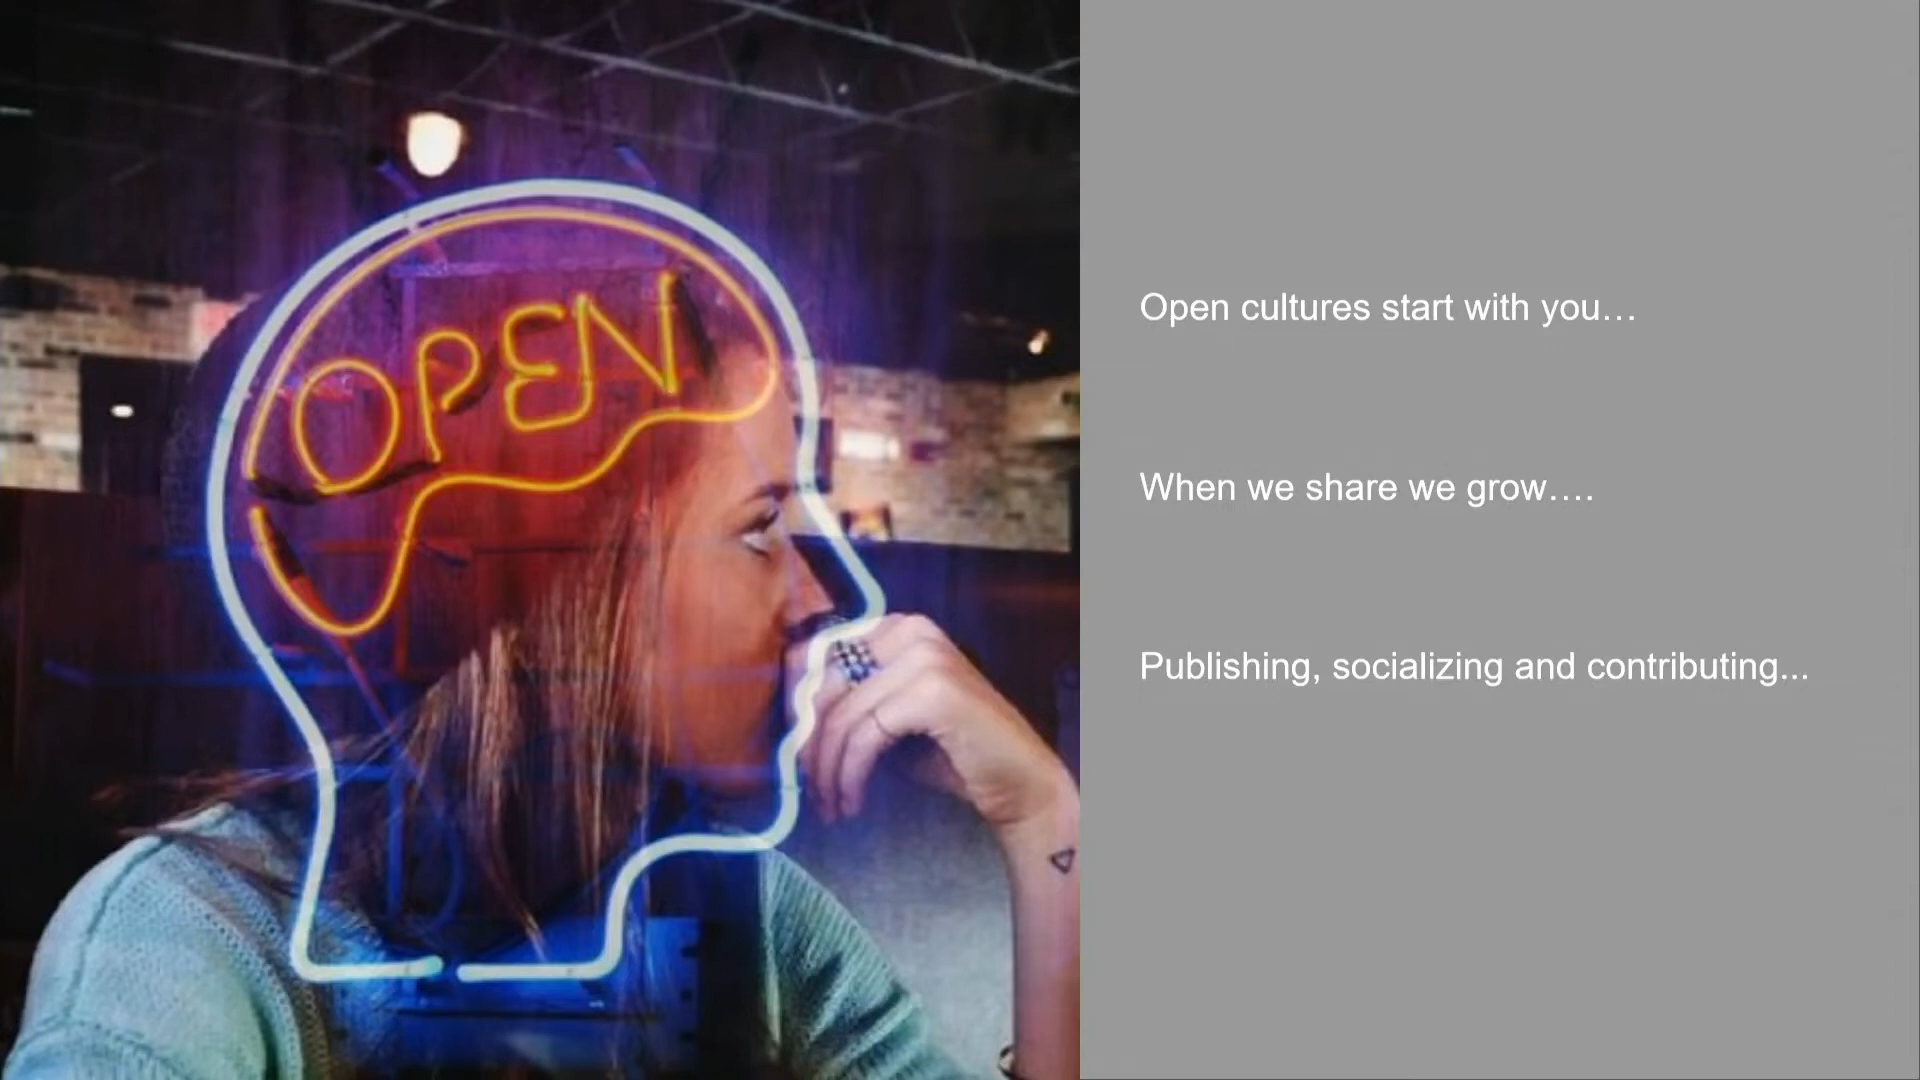 OPEN
Open cultures start with you…
When we share we grow….
Publishing, socializing and contributing...